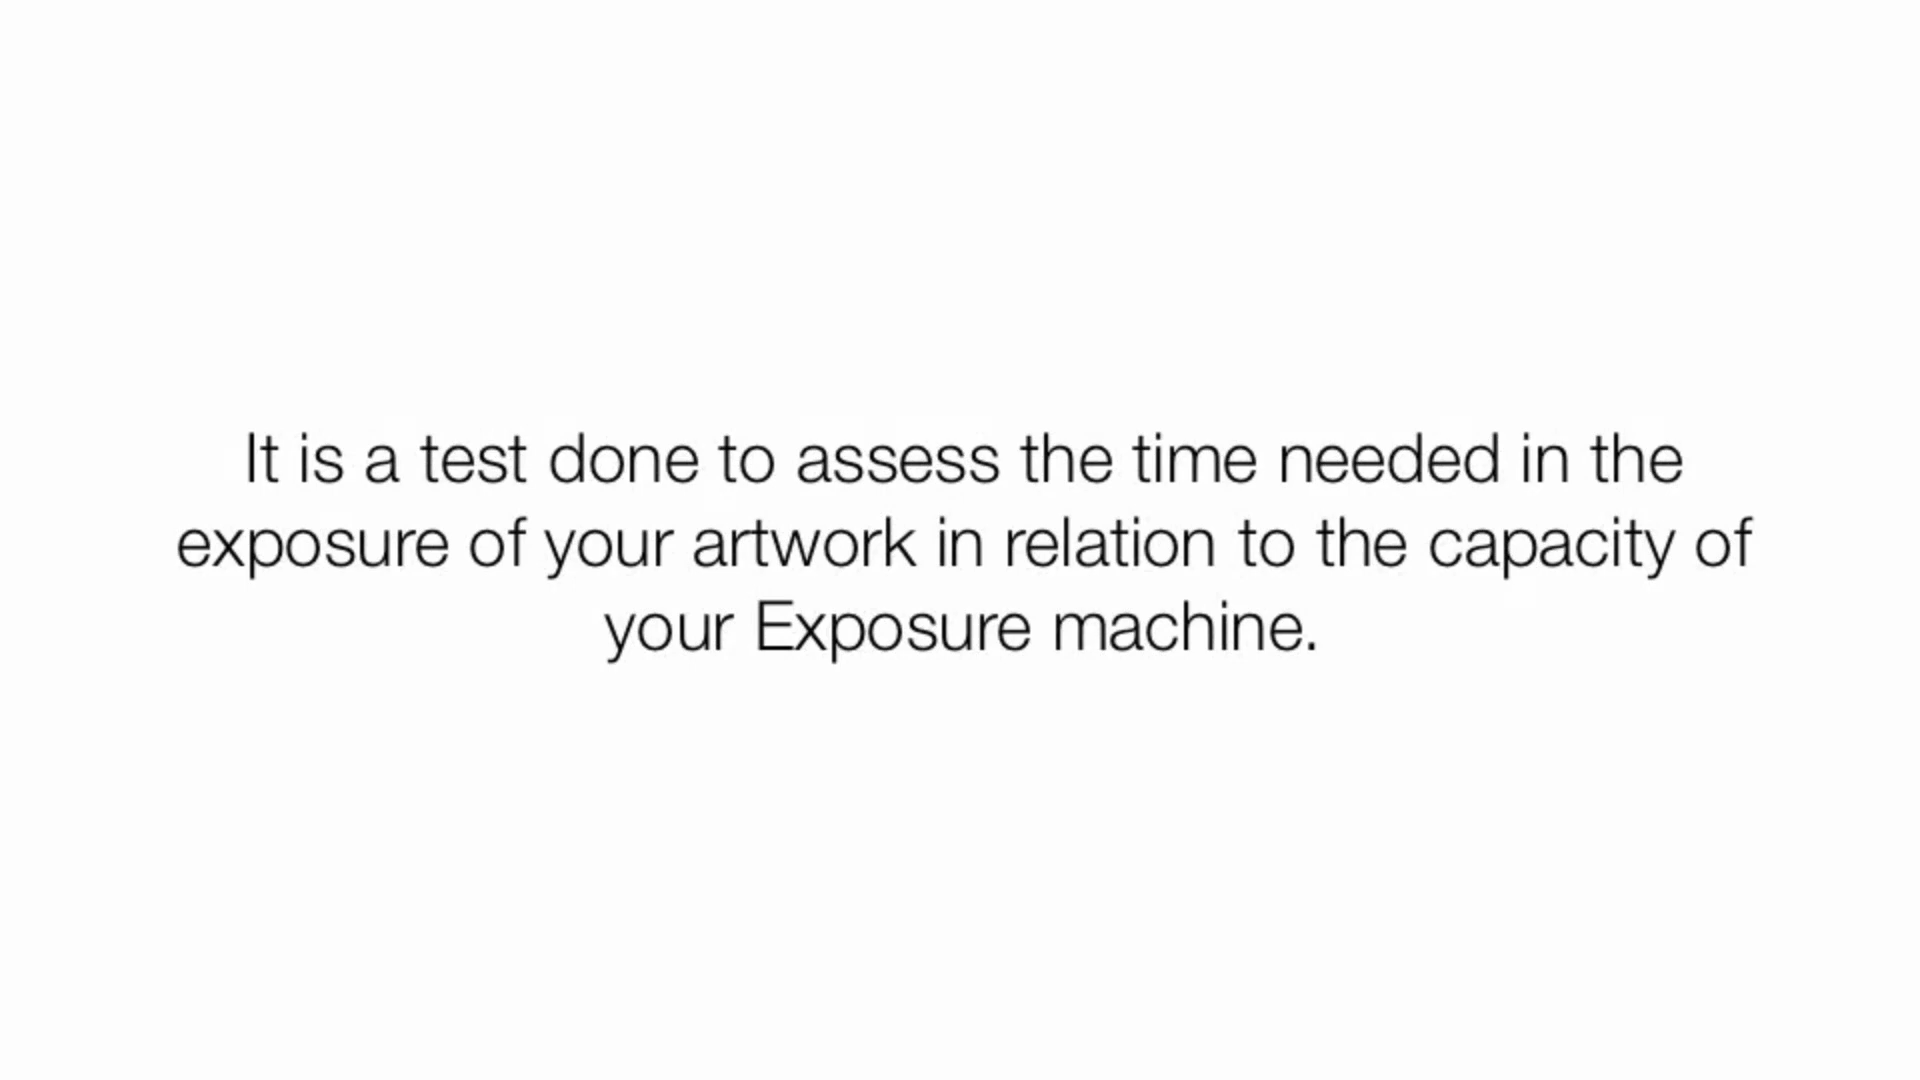 It is a test done to assess the time needed in the
exposure of your artwork in relation to the capacity of
your Exposure machine.